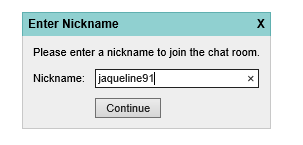 Enter Nickname X
Please enter a nickname to join the chat room.
Nickname: jaqueline91 ×
Continue